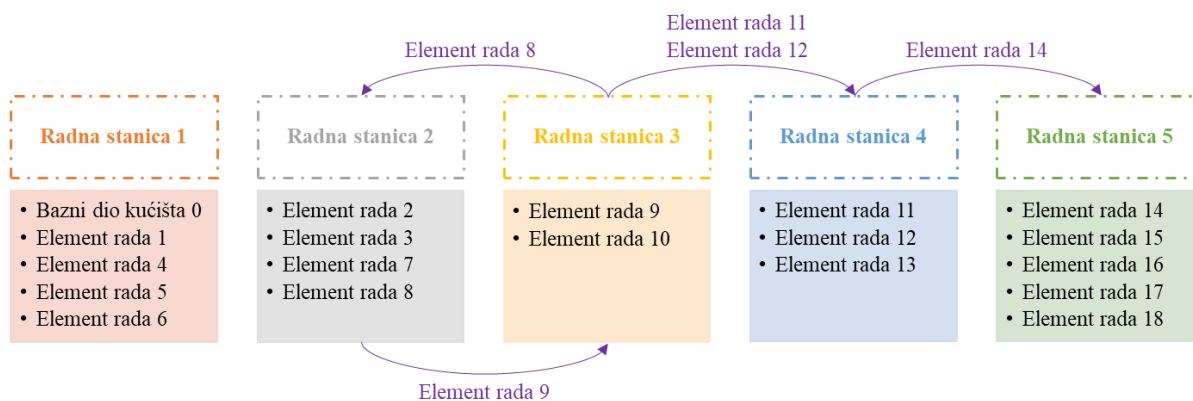 Element rada 11
Element rada 8
Element rada 12
Element rada 14
Radna stanica 1
Radna stanica 2
Radna stanica 3
Radna stanica 4
Radna stanica 5
• Bazni dio kućišta 0
• Element rada 1
• Element rada 4
• Element rada 5
• Element rada 6
• Element rada 2
• Element rada 3
• Element rada 7
• Element rada 8
• Element rada 9
• Element rada 10
• Element rada 11
• Element rada 12
• Element rada 13
• Element rada 14
• Element rada 15
• Element rada 16
• Element rada 17
• Element rada 18
Element rada 9